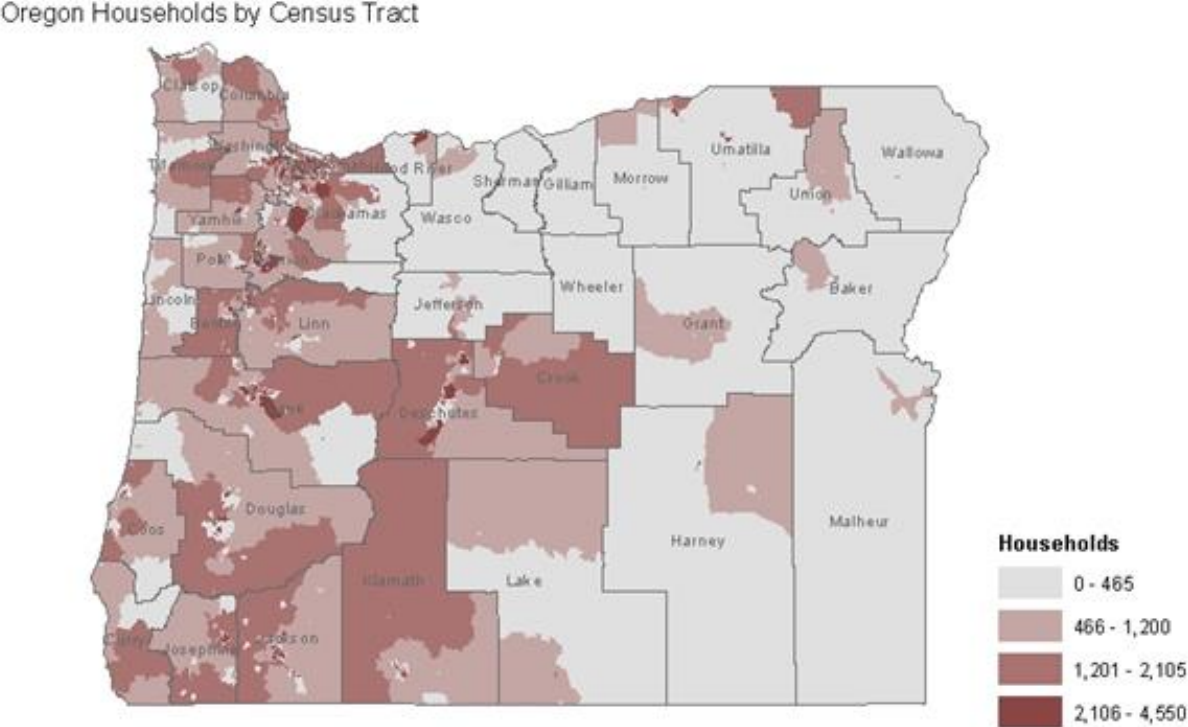 Oregon Households by Census Tract
Clatsop
Columbia
Washington
Hood River
Sherman
Gilliam
Morrow
Umatilla
Wallowa
Union
Yamhill
Clackamas
Wasco
Polk
Lincoln
Benton
Linn
Jefferson
Wheeler
Grant
Baker
Crook
Deschutes
Lane
Coos
Douglas
Harney
Malheur
Klamath
Lake
Curry
Josephine
Jackson
Households
0 - 465
466 - 1,200
1,201 - 2,105
2,106 - 4,550